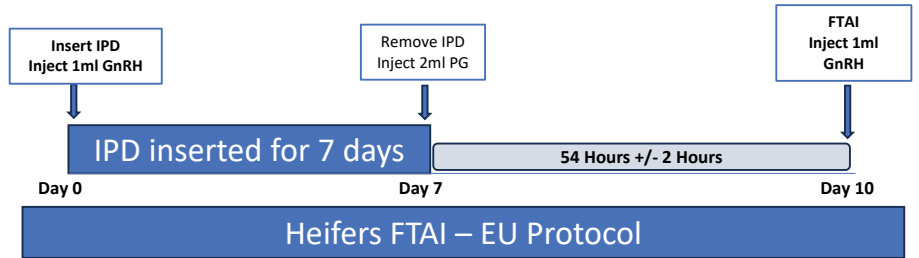 Insert IPD
Inject 1ml GnRH
Remove IPD
Inject 2ml PG
FTAI
Inject 1ml
GnRH
IPD inserted for 7 days
54 Hours +/- 2 Hours
Day 0
Day 7
Day 10
Heifers FTAI – EU Protocol